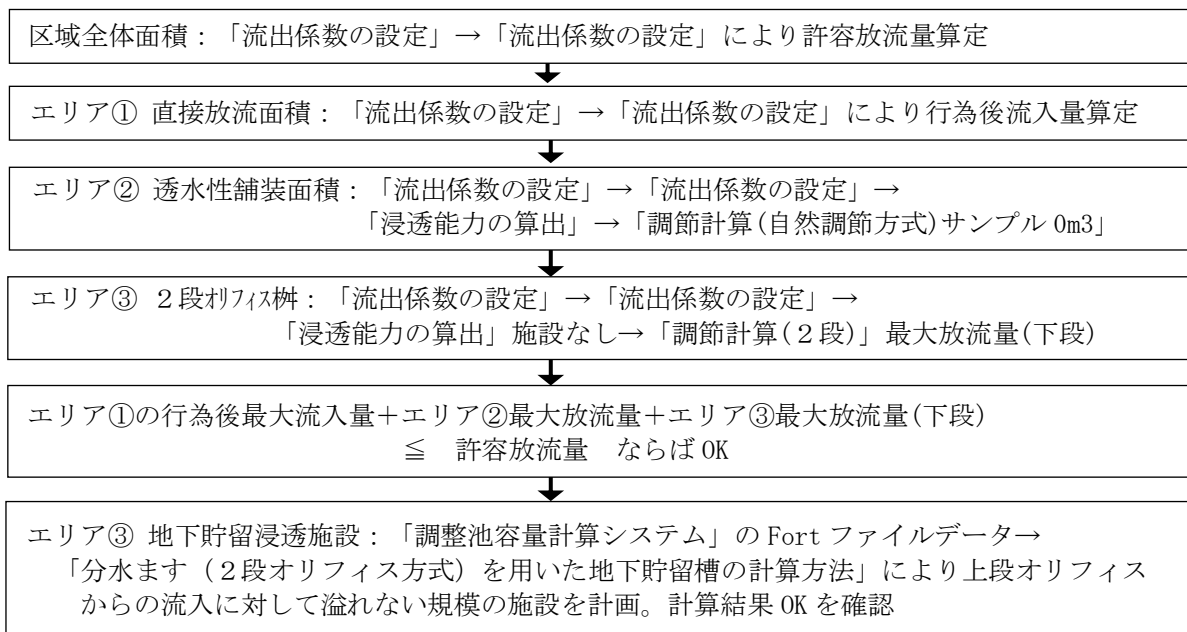 区域全体面積：「流出係数の設定」→「流出係数の設定」により許容放流量算定
エリア① 直接放流面積：「流出係数の設定」→「流出係数の設定」により行為後流入量算定
エリア② 透水性舗装面積：「流出係数の設定」→「流出係数の設定」→
「浸透能力の算出」→「調節計算(自然調節方式)サンプル 0m3」
エリア③ ２段ｵﾘﾌｨｽ桝：「流出係数の設定」→「流出係数の設定」→
「浸透能力の算出」施設なし→「調節計算(２段)」最大放流量(下段)
エリア①の行為後最大流入量＋エリア②最大放流量＋エリア③最大放流量(下段)
≦ 許容放流量 ならば OK
エリア③ 地下貯留浸透施設：「調整池容量計算システム」の Fort ファイルデータ→
「分水ます（２段オリフィス方式）を用いた地下貯留槽の計算方法」により上段オリフィス
からの流入に対して溢れない規模の施設を計画。計算結果 OK を確認